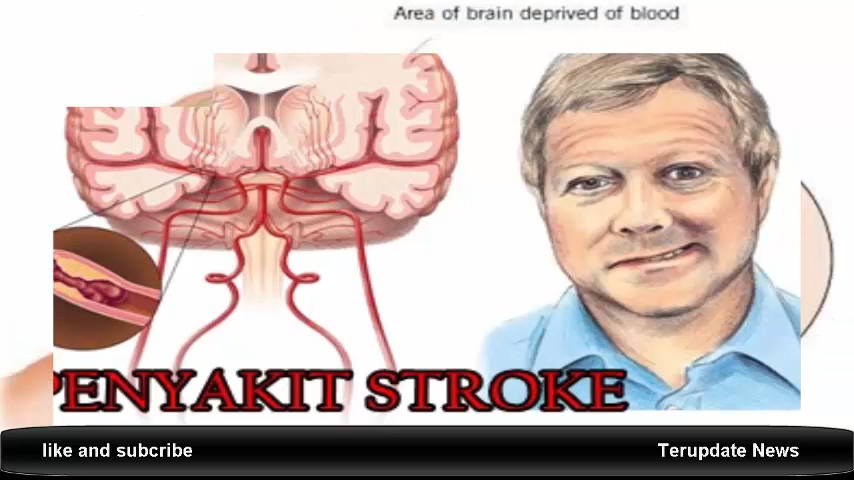 Area of brain deprived of blood
PENYAKIT STROKE
like and subcribe
Terupdate News